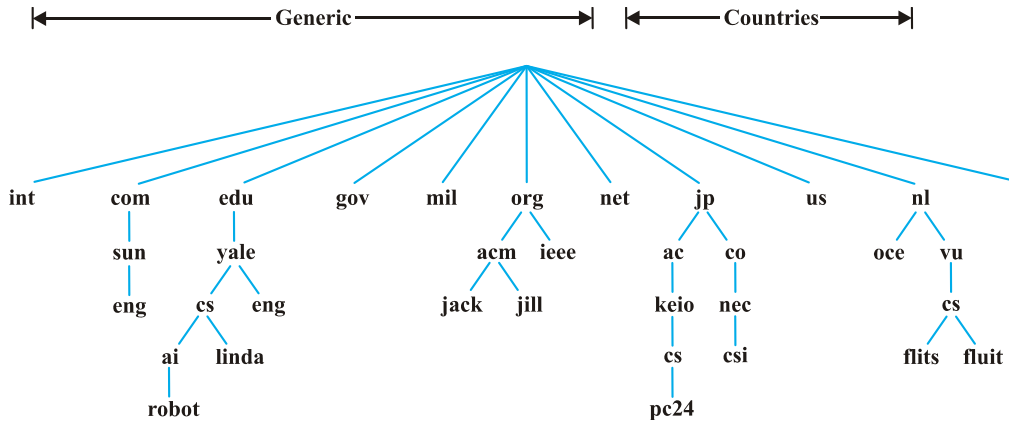 Generic Countries
int com edu gov mil org net jp us nl
sun yale acm ieee ac co oce vu
eng cs eng jack jill keio nec cs
ai linda cs csi flits fluit
robot pc24